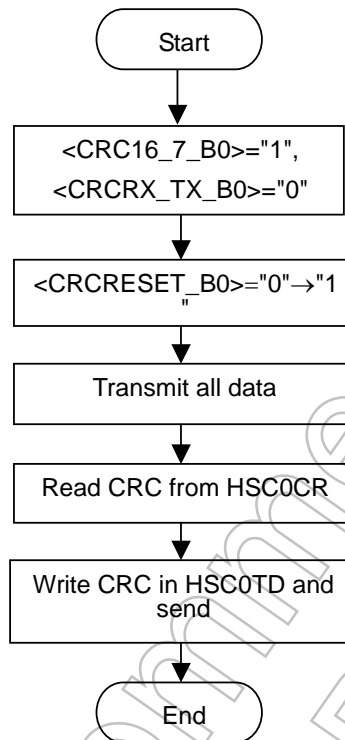 Start
<CRC16_7_B0>="1",
<CRCRX_TX_B0>="0"
<CRCRESET_B0>="0"→"1
"
Transmit all data
Read CRC from HSC0CR
Write CRC in HSC0TD and
send
End